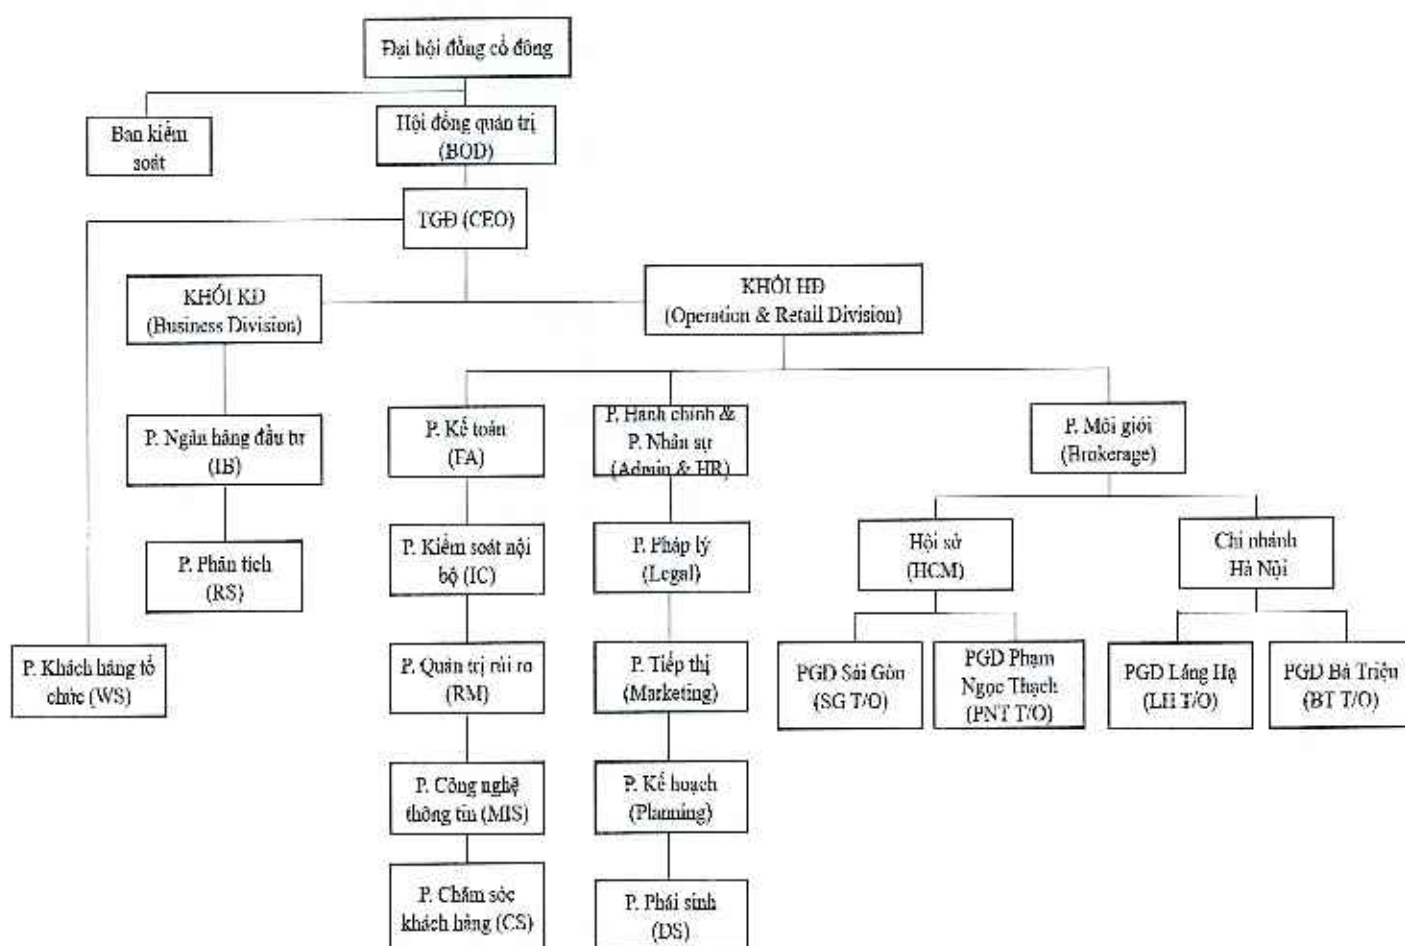 Đại hội đồng cổ đông
Ban kiểm
soát
Hội đồng quản trị
(BOD)
TGĐ (CEO)
KHỐI KD
(Business Division)
KHỐI HĐ
(Operation & Retail Division)
P. Ngân hàng đầu tư
(IB)
P. Phân tích
(RS)
P. Khách hàng tổ
chức (WS)
P. Kế toán
(FA)
P. Kiểm soát nội
bộ (IC)
P. Quản trị rủi ro
(RM)
P. Công nghệ
thông tin (MIS)
P. Chăm sóc
khách hàng (CS)
P. Hành chính &
P. Nhân sự
(Admin & HR)
P. Pháp lý
(Legal)
P. Tiếp thị
(Marketing)
P. Kế hoạch
(Planning)
P. Phái sinh
(DS)
P. Môi giới
(Brokerage)
Hội sở
(HCM)
Chi nhánh
Hà Nội
PGD Sài Gòn
(SG T/O)
PGD Phạm
Ngọc Thạch
(PNT T/O)
PGD Láng Hạ
(LH T/O)
PGD Bà Triệu
(BT T/O)